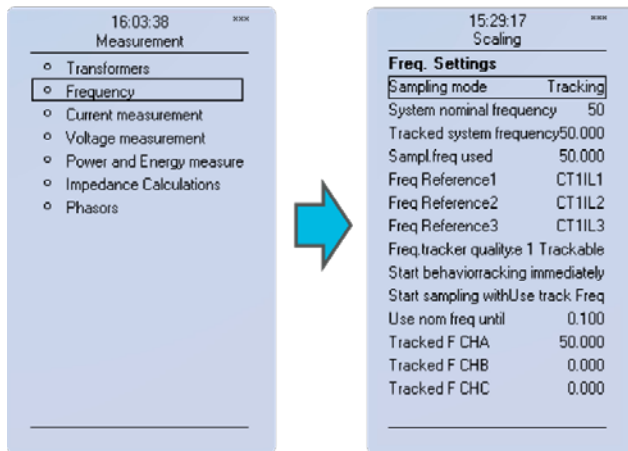 16:03:38 ×××
Measurement
Transformers
Frequency
Current measurement
Voltage measurement
Power and Energy measure
Impedance Calculations
Phasors
15:29:17 ×××
Scaling
Freq. Settings
Sampling mode Tracking
System nominal frequency 50
Tracked system frequency50.000
Sampl.freq used 50.000
Freq Reference1 CT1IL1
Freq Reference2 CT1IL2
Freq Reference3 CT1IL3
Freq.tracker quality:e 1 Trackable
Start behaviorracking immediately
Start sampling withUse track Freq
Use nom freq until 0.100
Tracked F CHA 50.000
Tracked F CHB 0.000
Tracked F CHC 0.000